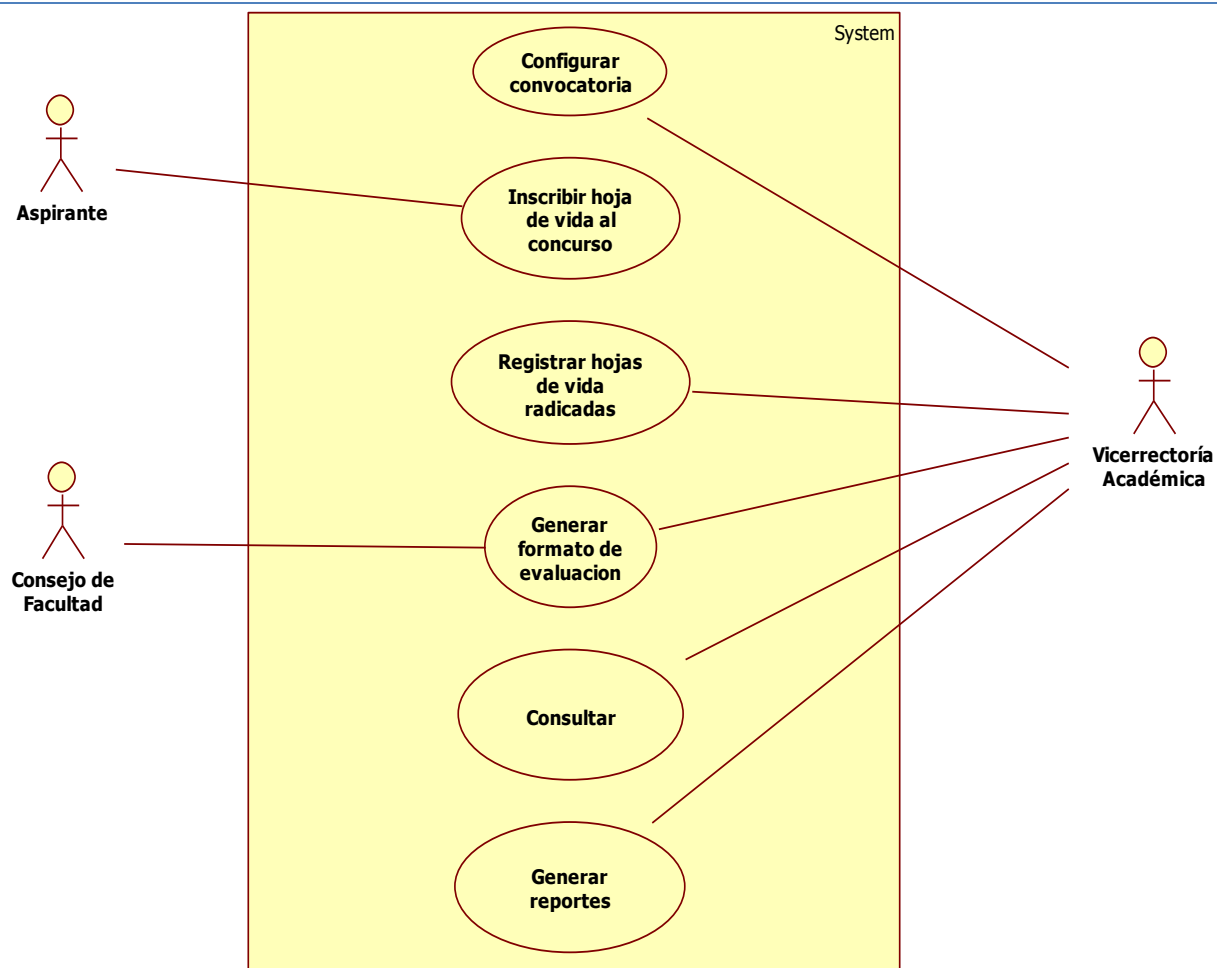 System
Configurar
convocatoria
Aspirante
Inscribir hoja
de vida al
concurso
Registrar hojas
de vida
radicadas
Vicerrectoría
Académica
Consejo de
Facultad
Generar
formato de
evaluacion
Consultar
Generar
reportes